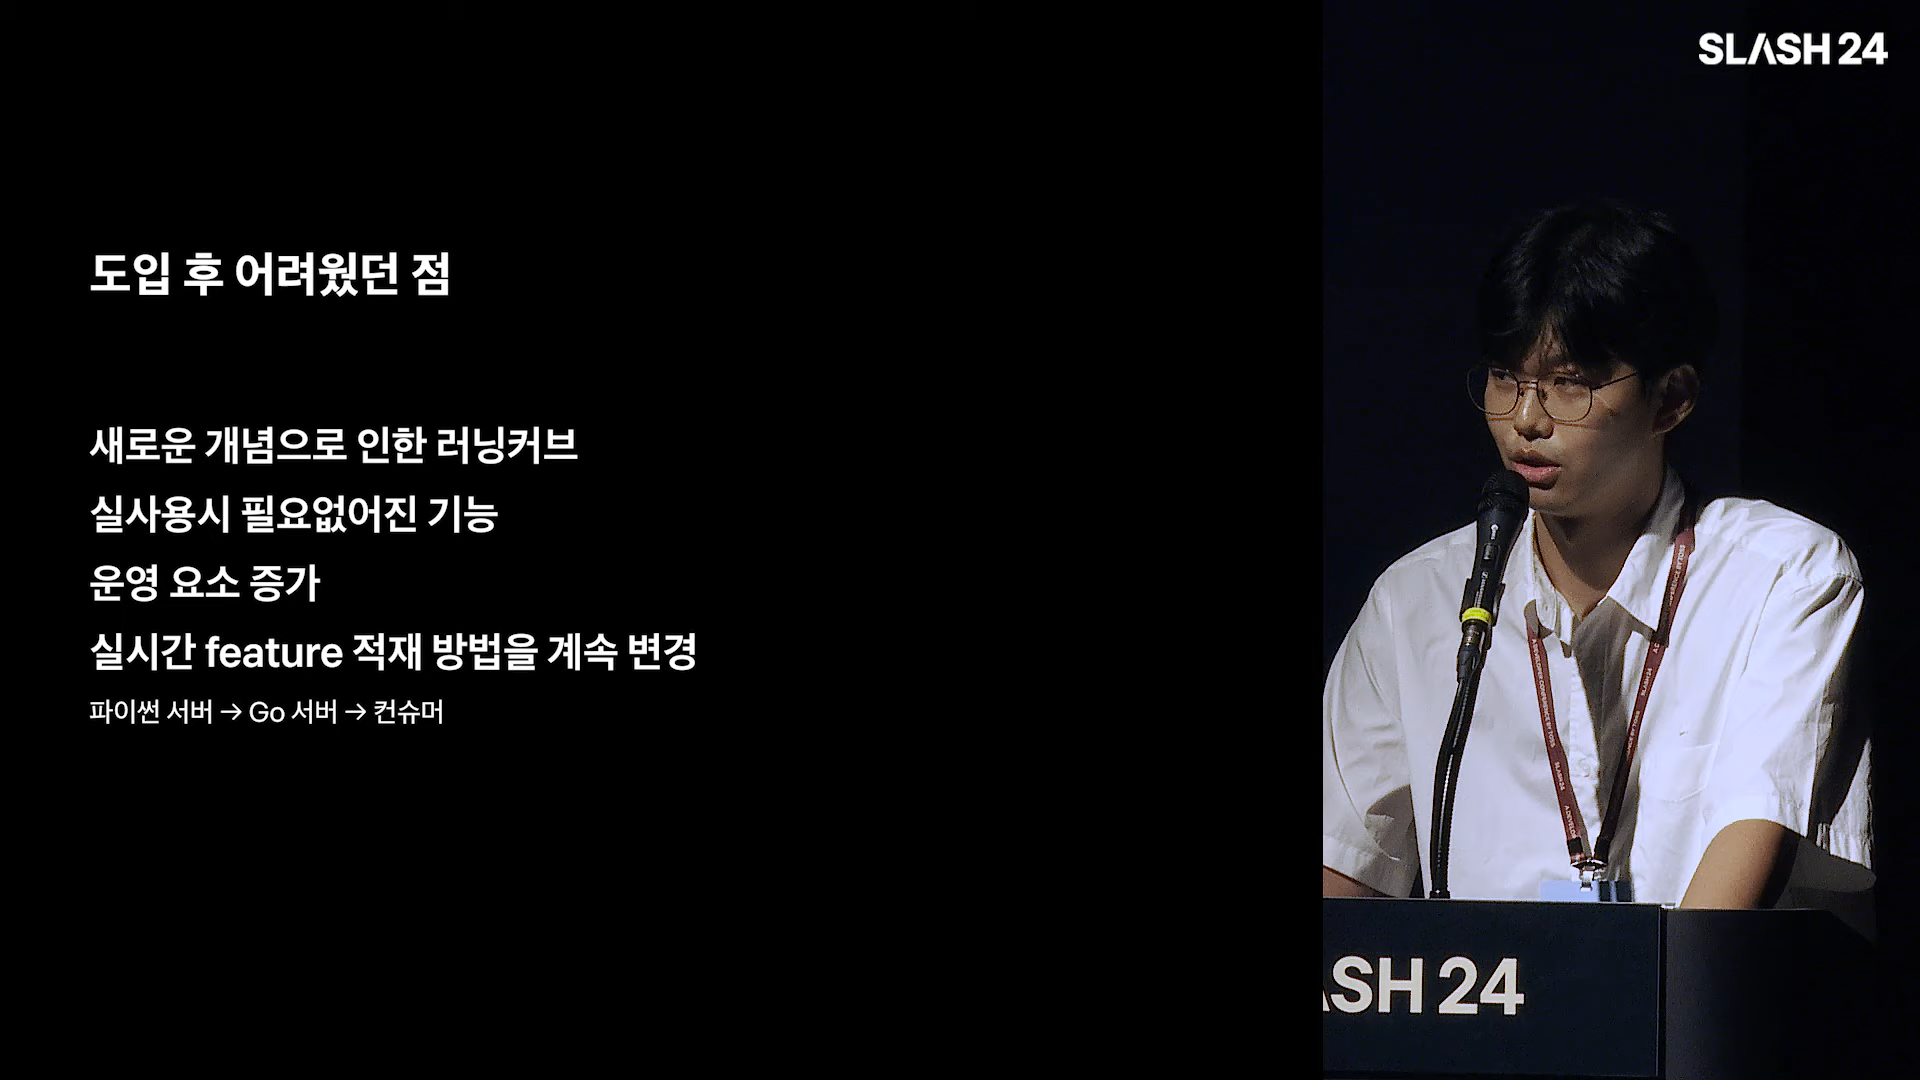 SLASH 24
도입 후 어려웠던 점
새로운 개념으로 인한 러닝커브
실사용시 필요없어진 기능
운영 요소 증가
실시간 feature 적재 방법을 계속 변경
파이썬 서버 → Go 서버 → 컨슈머
ASH 24